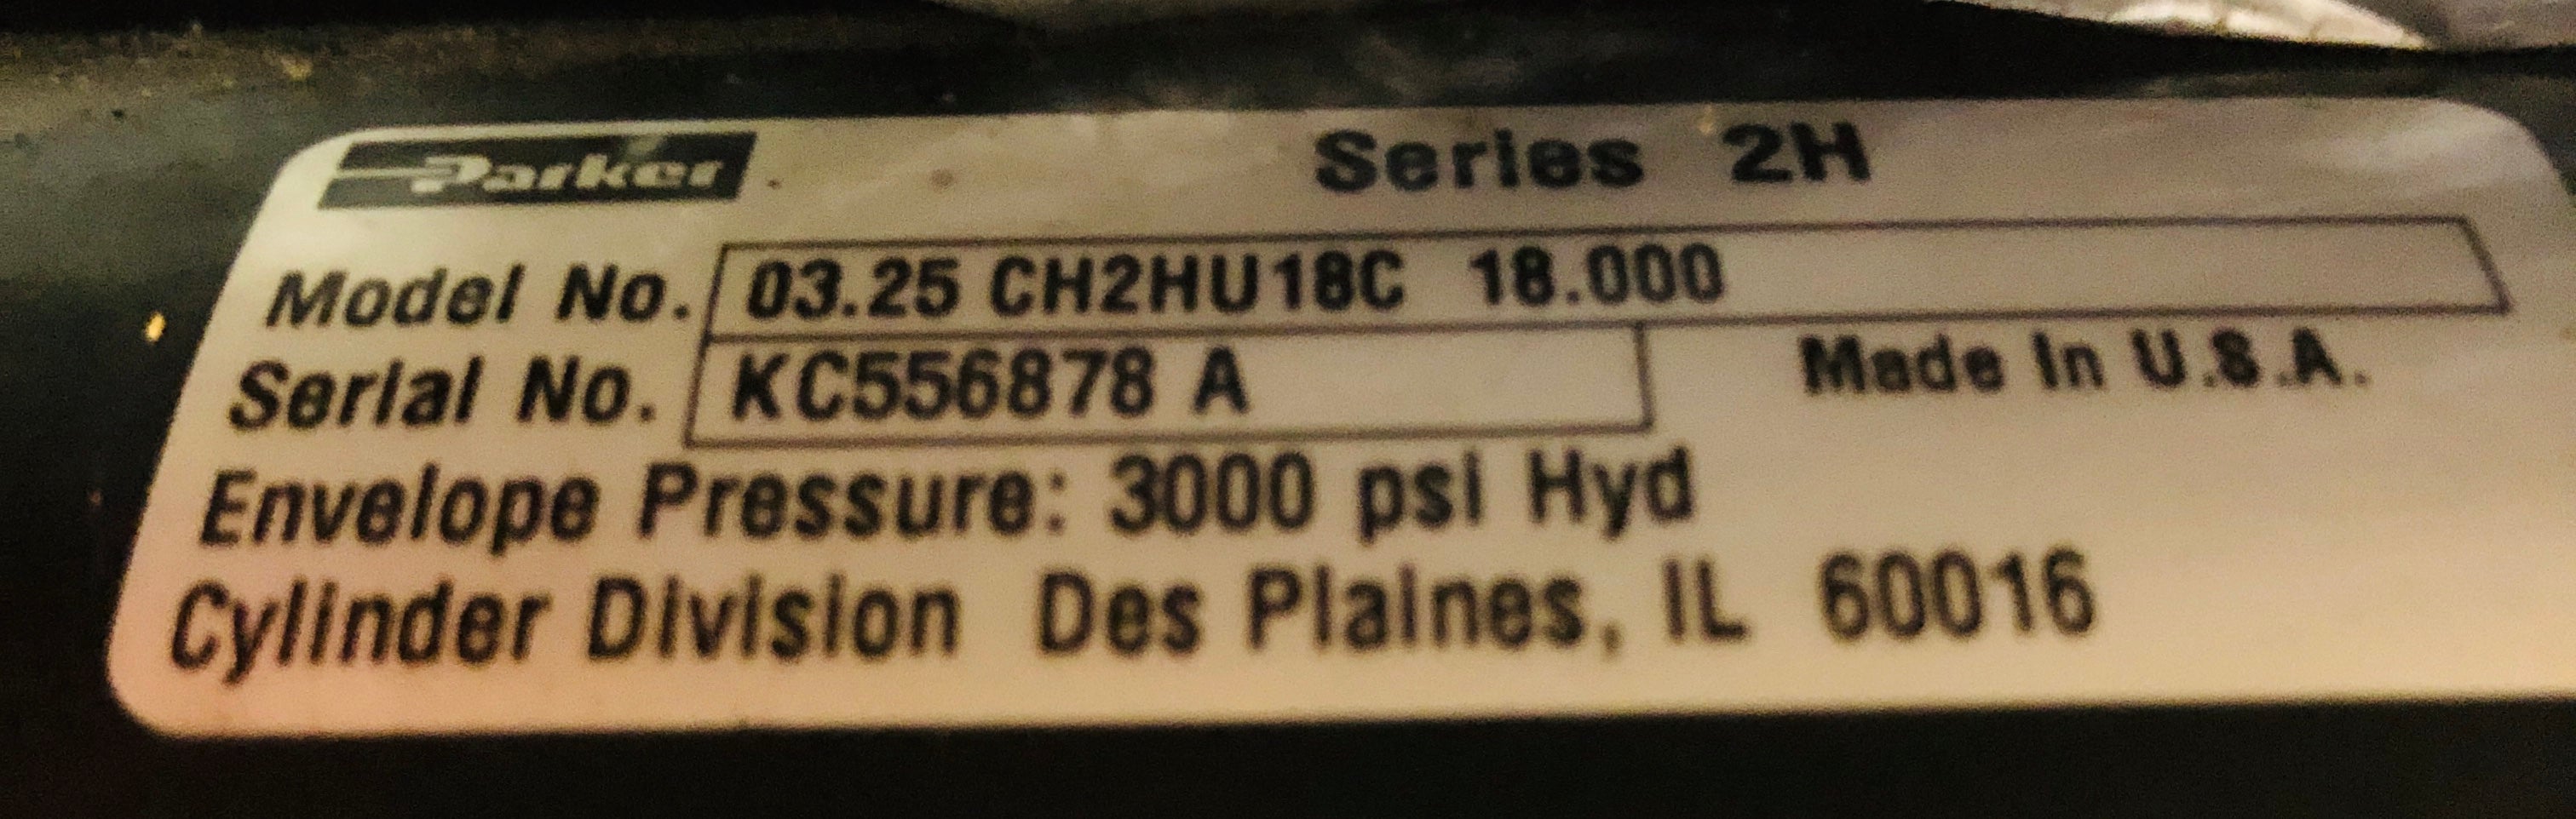 Parker Series 2H
Model No. 03.25 CH2HU18C 18.000
Serial No. KC556878 A Made In U.S.A.
Envelope Pressure: 3000 psi Hyd
Cylinder Division Des Plaines, IL 60016